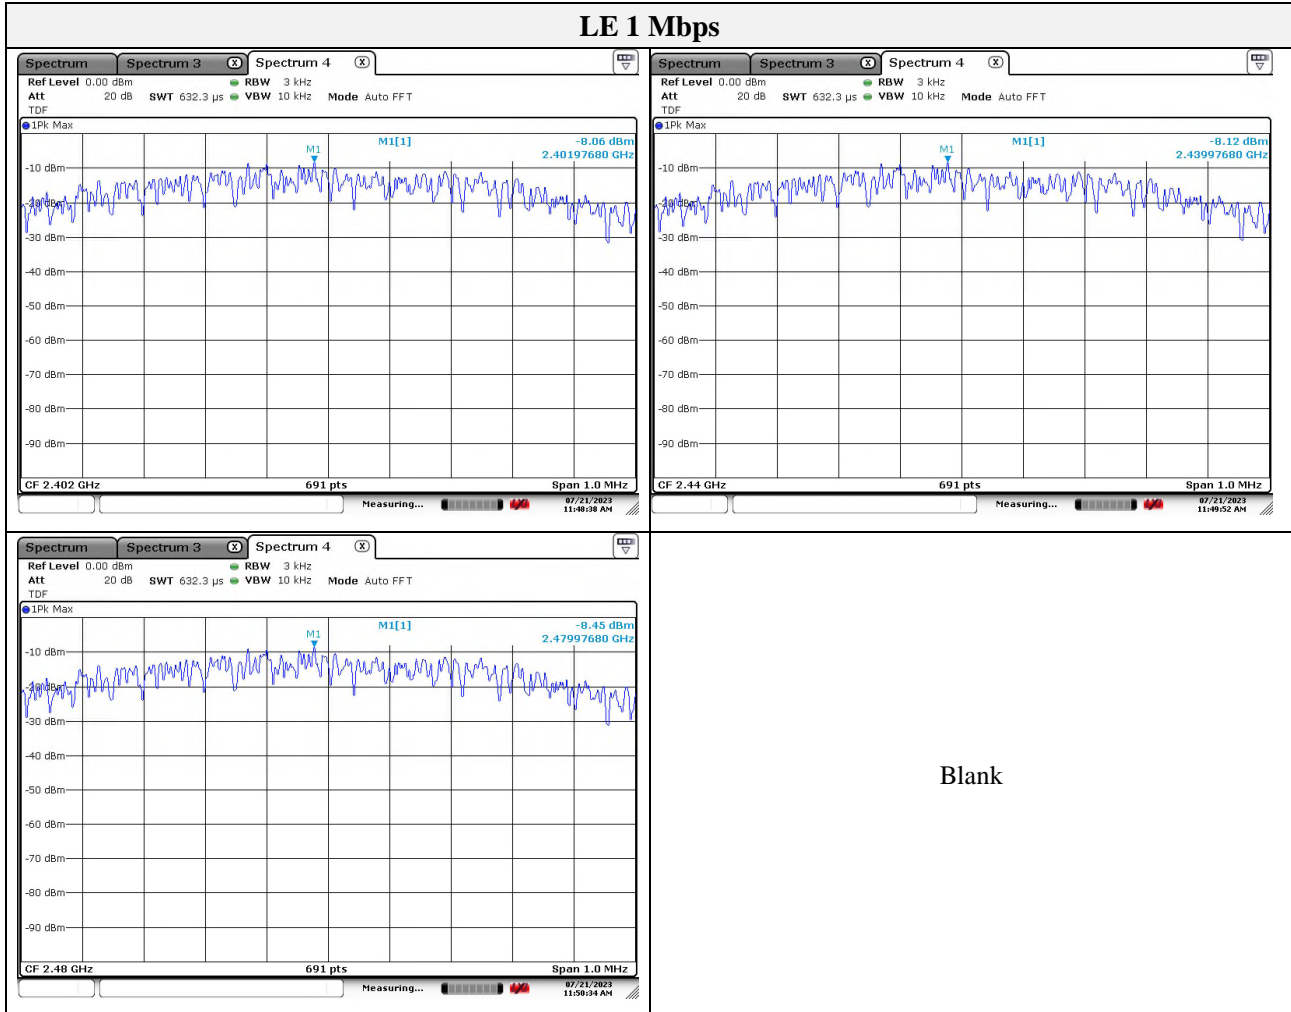 LE 1 Mbps
Spectrum Spectrum 3 X Spectrum 4 X
Ref Level 0.00 dBm RBW 3 kHz
Att 20 dB SWT 632.3 µs VBW 10 kHz Mode Auto FFT
TDF
1Pk Max
M1[1] -8.06 dBm
2.40197680 GHz
M1
-10 dBm
-20 dBm
-30 dBm
-40 dBm
-50 dBm
-60 dBm
-70 dBm
-80 dBm
-90 dBm
CF 2.402 GHz 691 pts Span 1.0 MHz
Measuring... 07/21/2023
11:48:38 AM
Spectrum Spectrum 3 X Spectrum 4 X
Ref Level 0.00 dBm RBW 3 kHz
Att 20 dB SWT 632.3 µs VBW 10 kHz Mode Auto FFT
TDF
1Pk Max
M1[1] -8.12 dBm
2.43997680 GHz
M1
-10 dBm
-20 dBm
-30 dBm
-40 dBm
-50 dBm
-60 dBm
-70 dBm
-80 dBm
-90 dBm
CF 2.44 GHz 691 pts Span 1.0 MHz
Measuring... 07/21/2023
11:49:52 AM
Spectrum Spectrum 3 X Spectrum 4 X
Ref Level 0.00 dBm RBW 3 kHz
Att 20 dB SWT 632.3 µs VBW 10 kHz Mode Auto FFT
TDF
1Pk Max
M1[1] -8.45 dBm
2.47997680 GHz
M1
-10 dBm
-20 dBm
-30 dBm
-40 dBm
-50 dBm
-60 dBm
-70 dBm
-80 dBm
-90 dBm
CF 2.48 GHz 691 pts Span 1.0 MHz
Measuring... 07/21/2023
11:50:34 AM
Blank